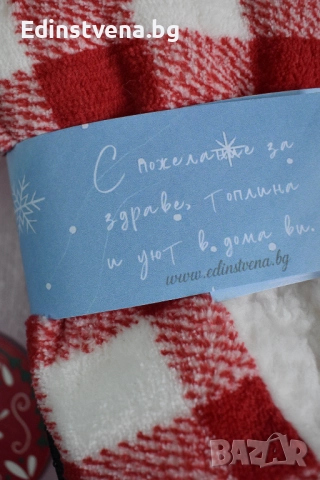 Edinstvena.bg
С пожелание за
здраве, топлина
и уют в дома ви.
www.edinstvena.bg
BAZAR